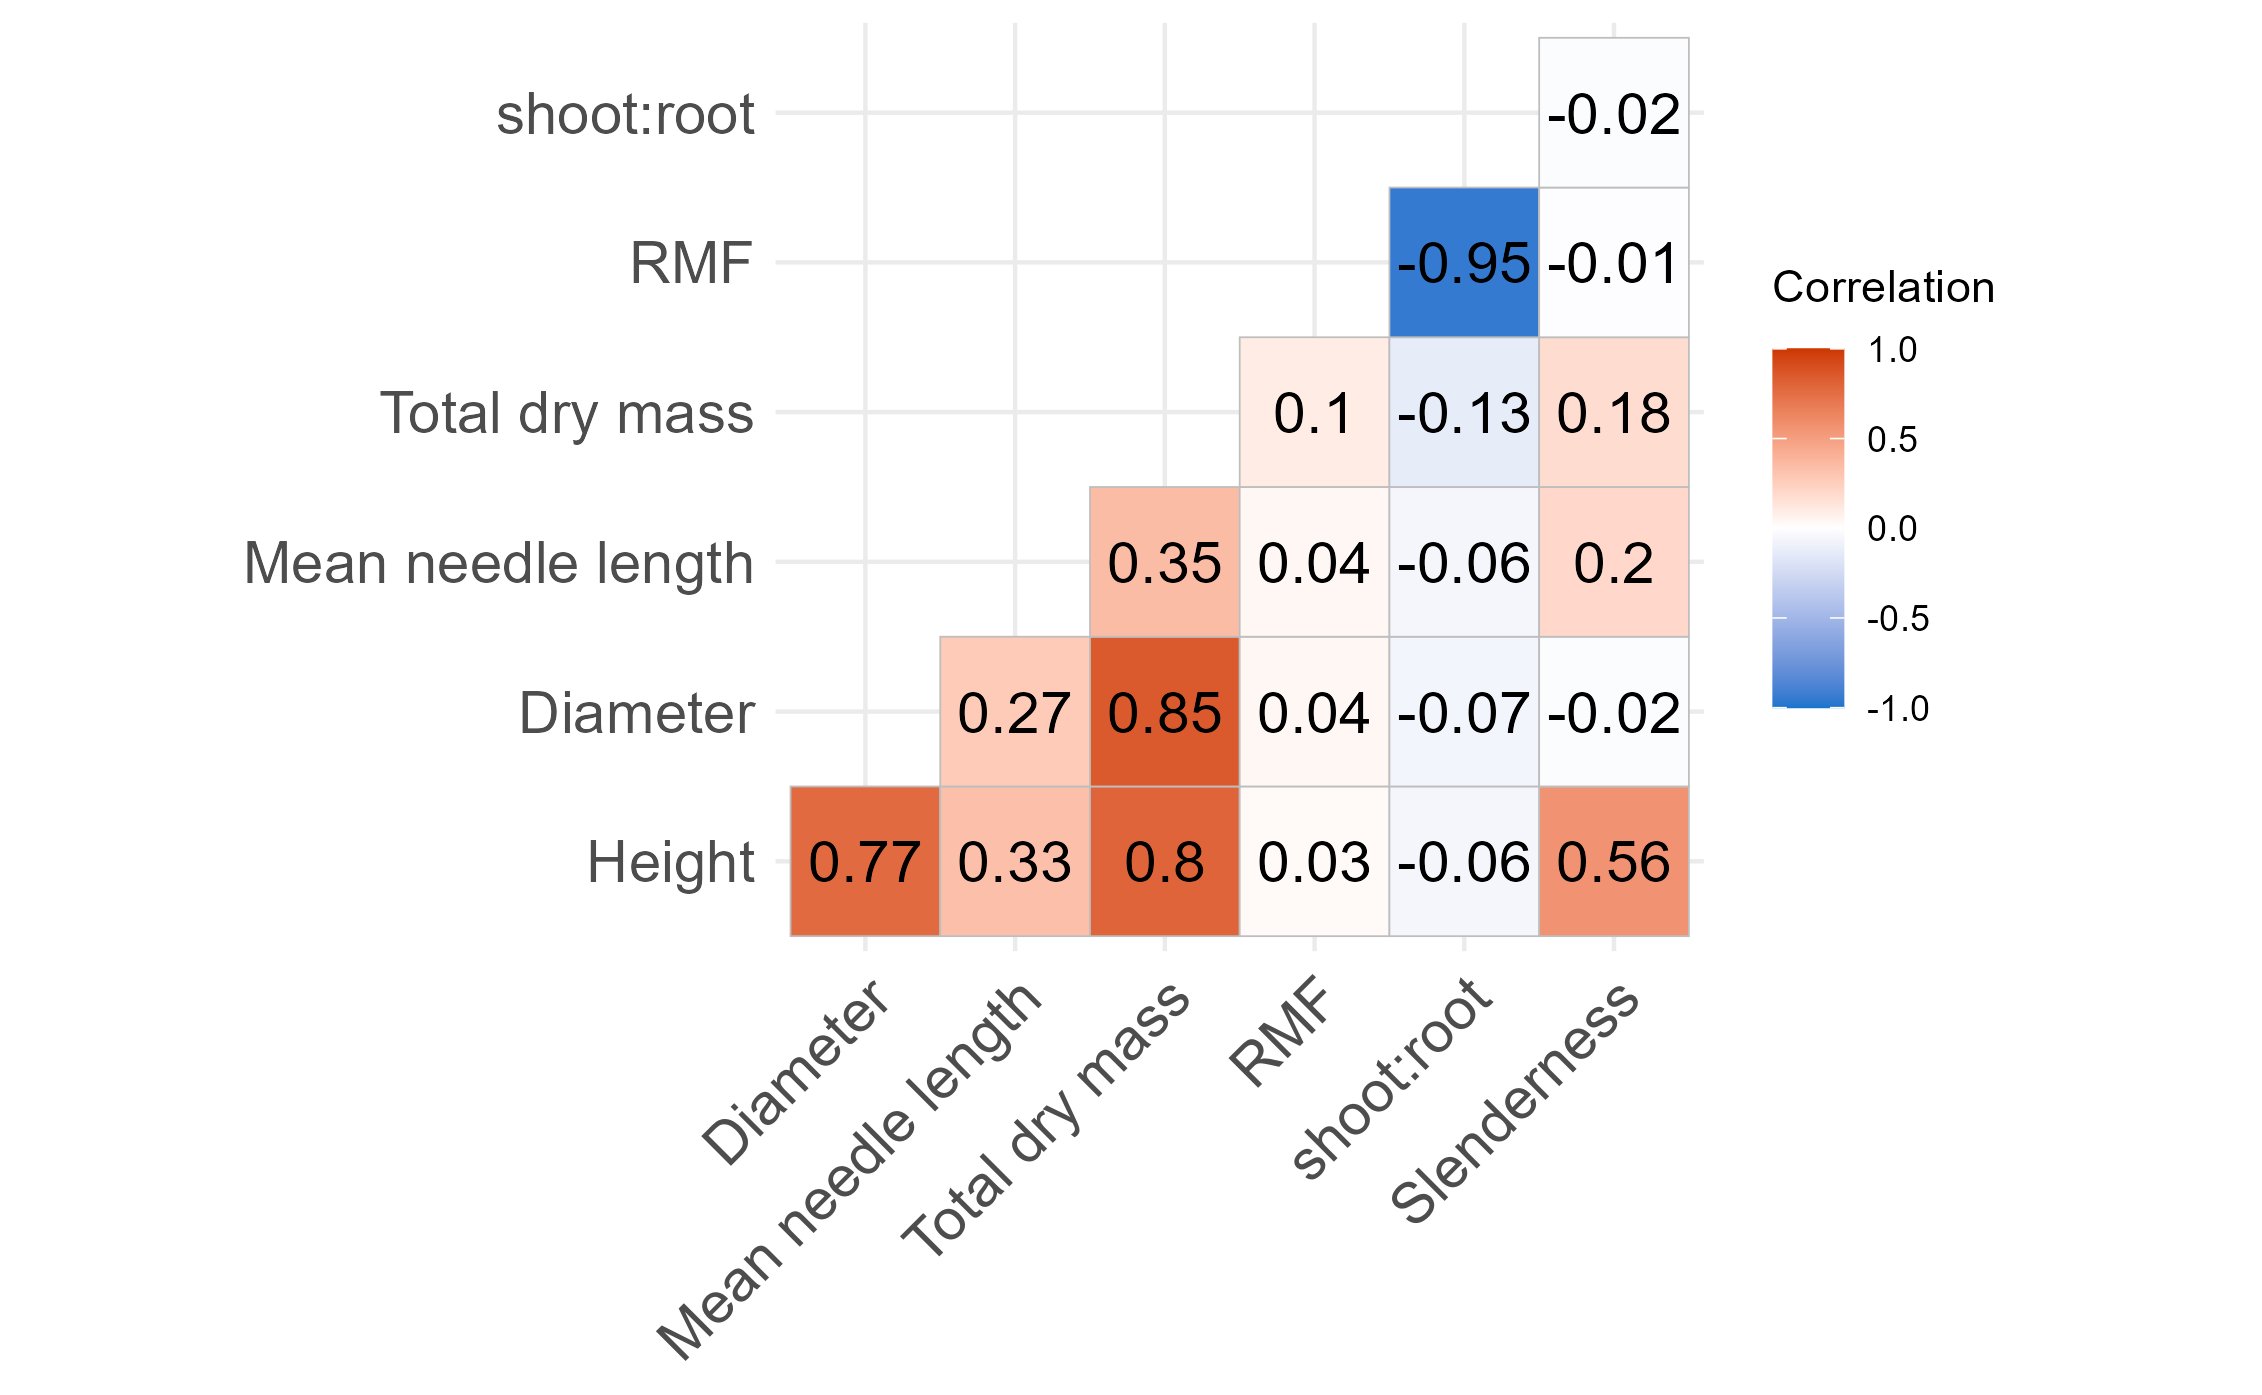 shoot:root -0.02
RMF -0.95 -0.01
Total dry mass 0.1 -0.13 0.18
Mean needle length 0.35 0.04 -0.06 0.2
Diameter 0.27 0.85 0.04 -0.07 -0.02
Height 0.77 0.33 0.8 0.03 -0.06 0.56
Diameter
Mean needle length
Total dry mass
RMF
shoot:root
Slenderness
Correlation
1.0
0.5
0.0
-0.5
-1.0